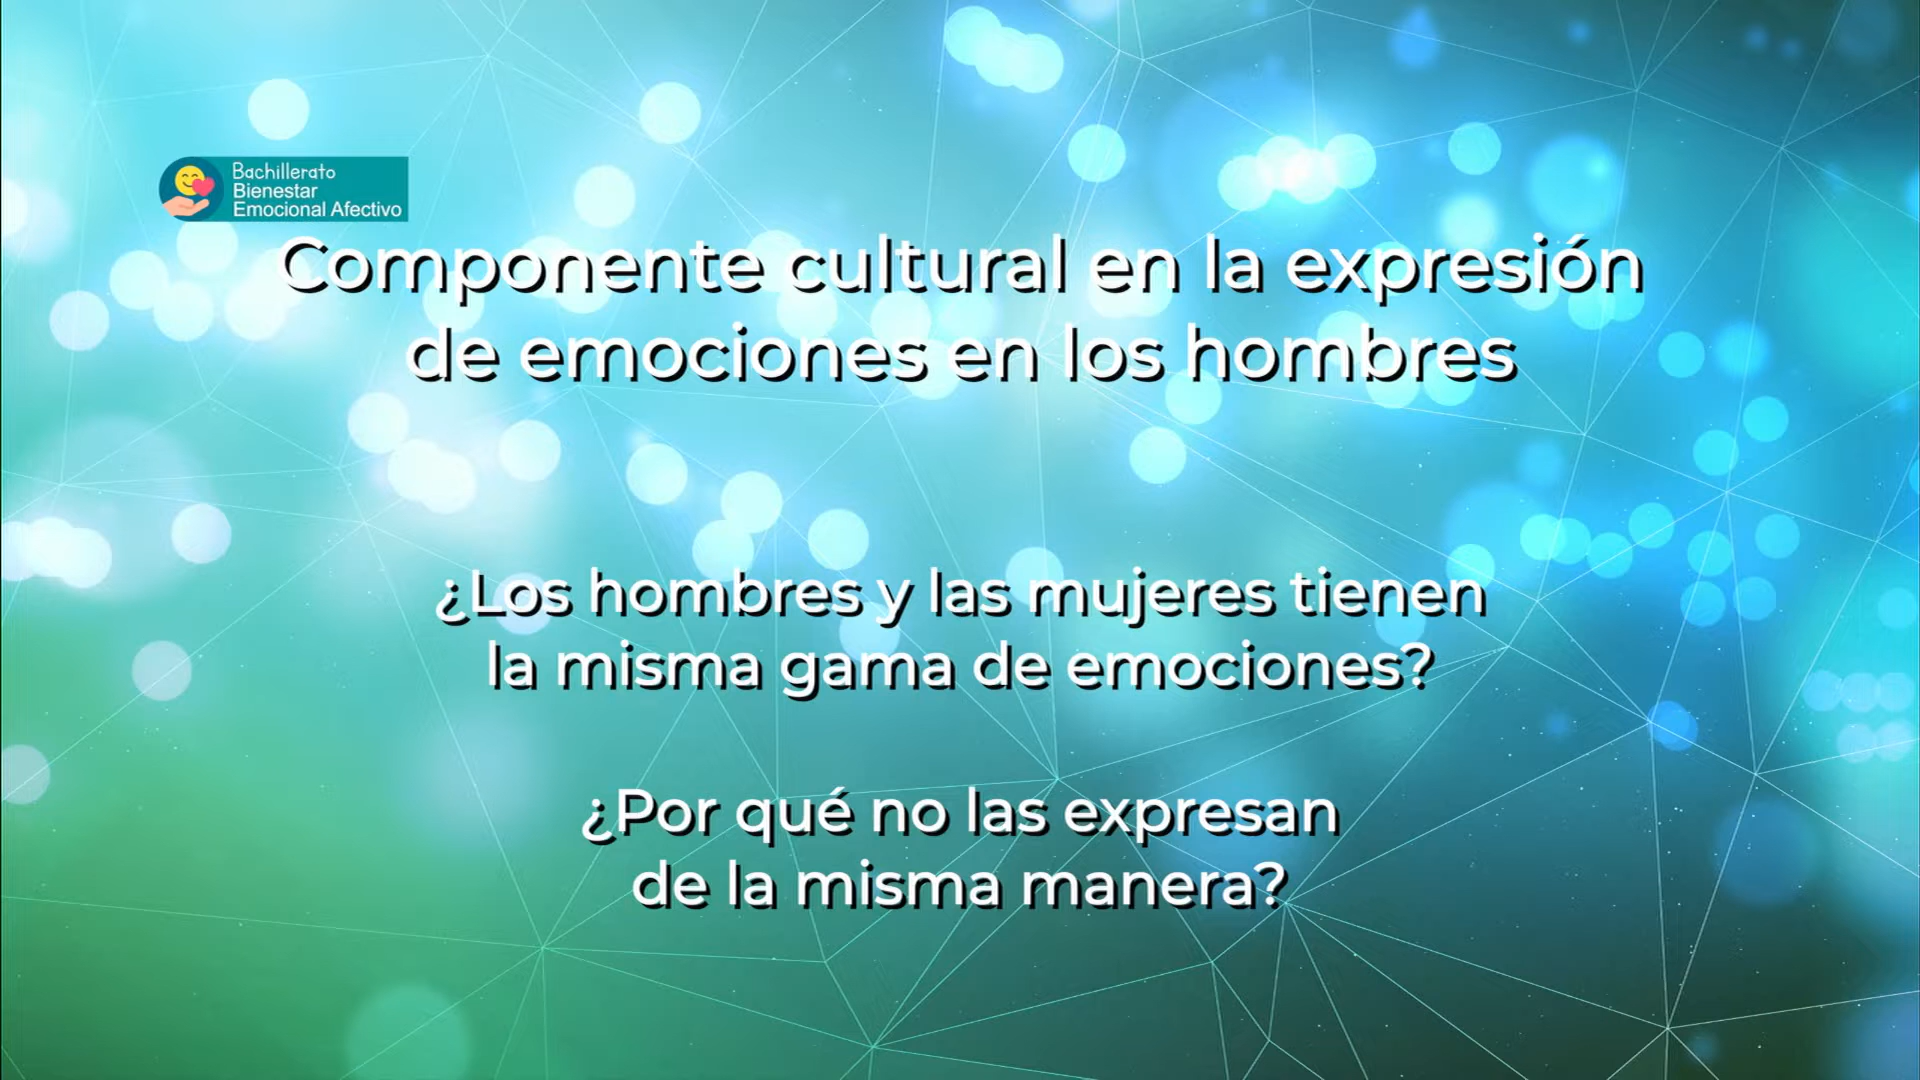 Bachillerato
Bienestar
Emocional Afectivo
Componente cultural en la expresión
de emociones en los hombres
¿Los hombres y las mujeres tienen
la misma gama de emociones?
¿Por qué no las expresan
de la misma manera?